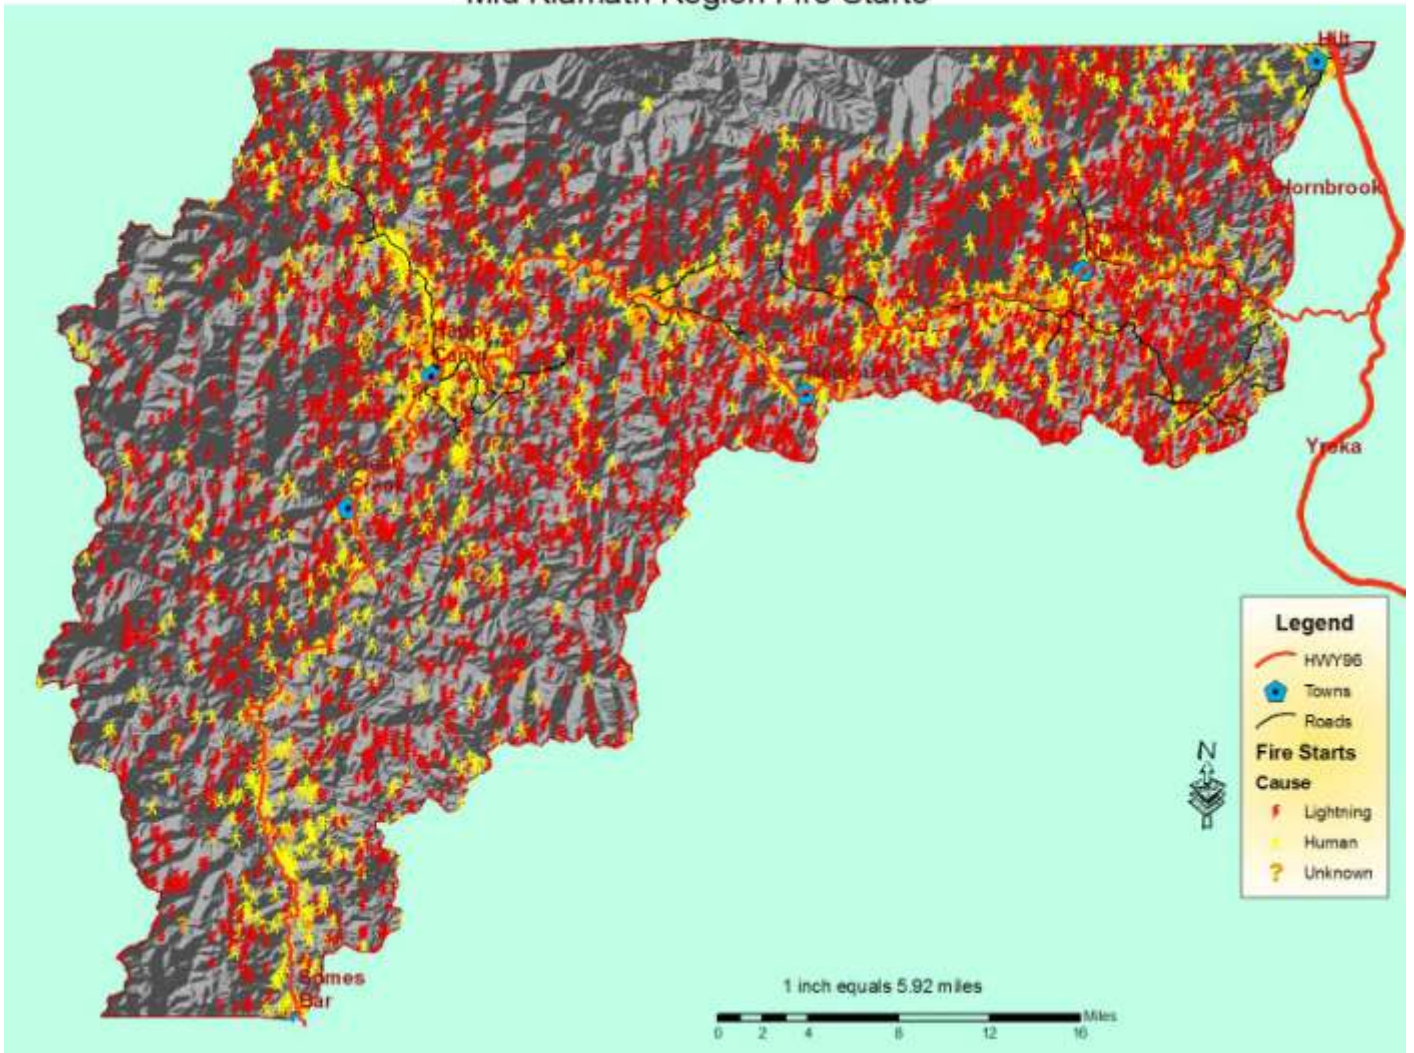 Mid Klamath Region Fire Starts
Hilt
Hornbrook
Happy
Camp
Yreka
Creek
Somes
Bar
Legend
HWY96
Towns
Roads
Fire Starts
Cause
Lightning
Human
Unknown
N
1 inch equals 5.92 miles
Miles
0 2 4 8 12 16